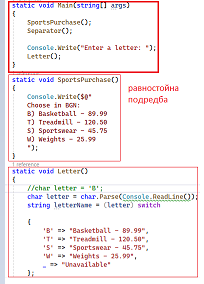 static void Main(string[] args)
{
SportsPurchase();
Separator();
Console.Write("Enter a letter: ");
Letter();
}
static void SportsPurchase()
{
Console.Write($@"
Choose in BGN:
B) Basketball - 89.99
T) Treadmill - 120.50
S) Sportswear - 45.75
W) Weights - 25.99
");
}
равностойна
подредба
1 reference
static void Letter()
{
//char letter = 'B';
char letter = char.Parse(Console.ReadLine());
string letterName = (letter) switch
{
'B' => "Basketball - 89.99",
'T' => "Treadmill - 120.50",
'S' => "Sportswear - 45.75",
'W' => "Weights - 25.99",
_ => "Unavailable"
};